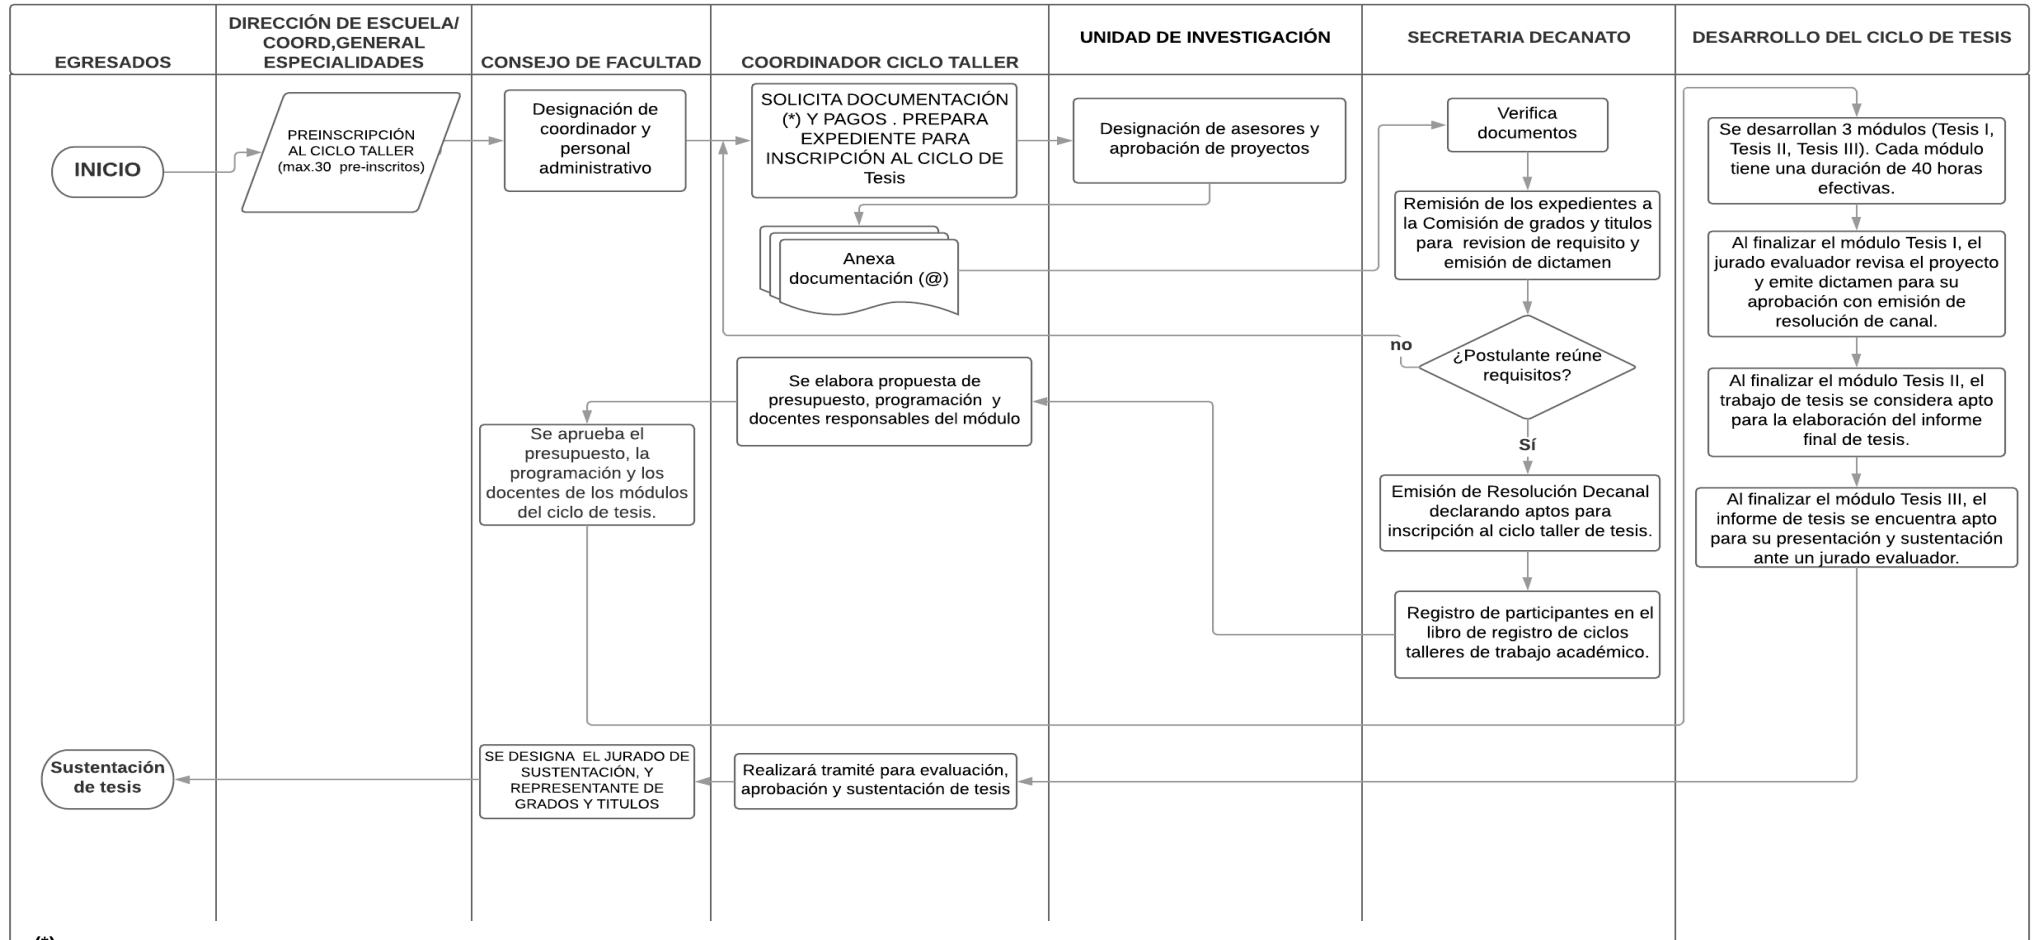 EGRESADOS
DIRECCIÓN DE ESCUELA/
COORD,GENERAL
ESPECIALIDADES
CONSEJO DE FACULTAD
COORDINADOR CICLO TALLER
UNIDAD DE INVESTIGACIÓN
SECRETARIA DECANATO
DESARROLLO DEL CICLO DE TESIS
INICIO
PREINSCRIPCIÓN
AL CICLO TALLER
(max.30 pre-inscritos)
Designación de
coordinador y
personal
administrativo
SOLICITA DOCUMENTACIÓN
(*) Y PAGOS . PREPARA
EXPEDIENTE PARA
INSCRIPCIÓN AL CICLO DE
Tesis
Designación de asesores y
aprobación de proyectos
Anexa
documentación (@)
Verifica
documentos
Remisión de los expedientes a
la Comisión de grados y titulos
para revision de requisito y
emisión de dictamen
¿Postulante reúne
requisitos?
no
Sí
Emisión de Resolución Decanal
declarando aptos para
inscripción al ciclo taller de tesis.
Registro de participantes en el
libro de registro de ciclos
talleres de trabajo académico.
Se elabora propuesta de
presupuesto, programación y
docentes responsables del módulo
Se aprueba el
presupuesto, la
programación y los
docentes de los módulos
del ciclo de tesis.
Se desarrollan 3 módulos (Tesis I,
Tesis II, Tesis III). Cada módulo
tiene una duración de 40 horas
efectivas.
Al finalizar el módulo Tesis I, el
jurado evaluador revisa el proyecto
y emite dictamen para su
aprobación con emisión de
resolución de canal.
Al finalizar el módulo Tesis II, el
trabajo de tesis se considera apto
para la elaboración del informe
final de tesis.
Al finalizar el módulo Tesis III, el
informe de tesis se encuentra apto
para su presentación y sustentación
ante un jurado evaluador.
Realizará tramité para evaluación,
aprobación y sustentación de tesis
SE DESIGNA EL JURADO DE
SUSTENTACIÓN, Y
REPRESENTANTE DE
GRADOS Y TITULOS
Sustentación
de tesis
(*)